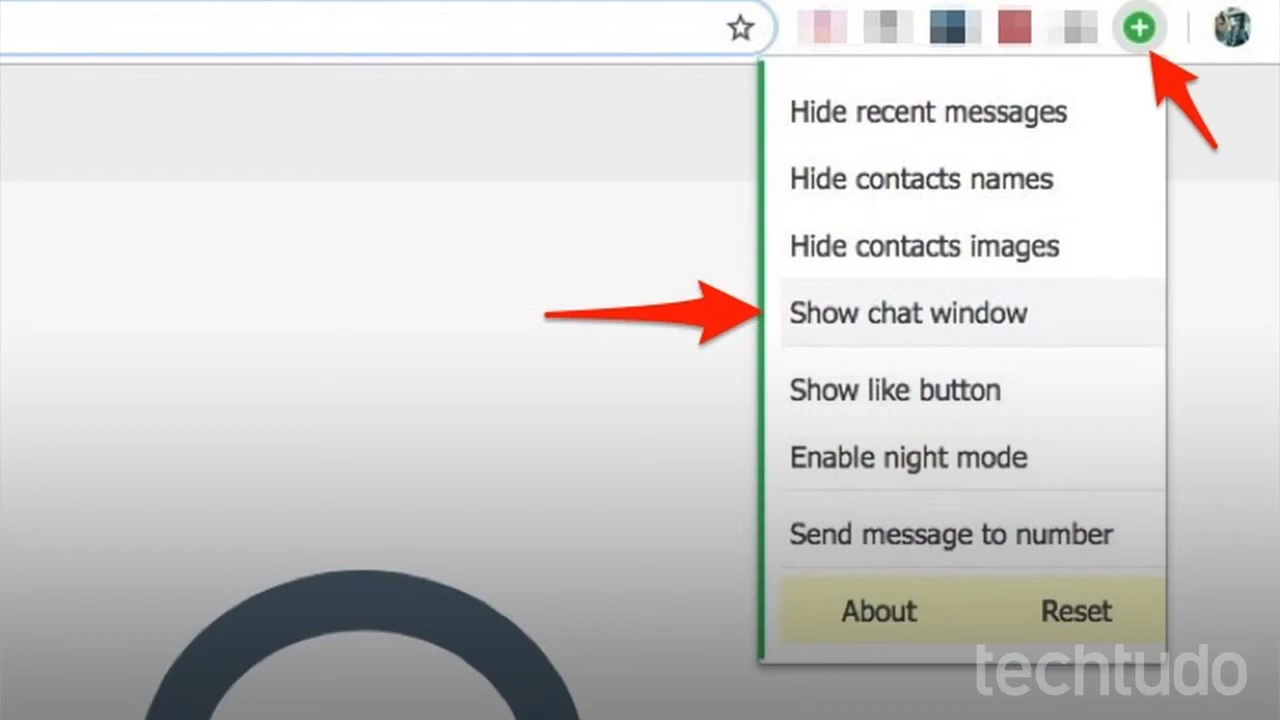 Hide recent messages
Hide contacts names
Hide contacts images
Show chat window
Show like button
Enable night mode
Send message to number
About Reset
techtudo